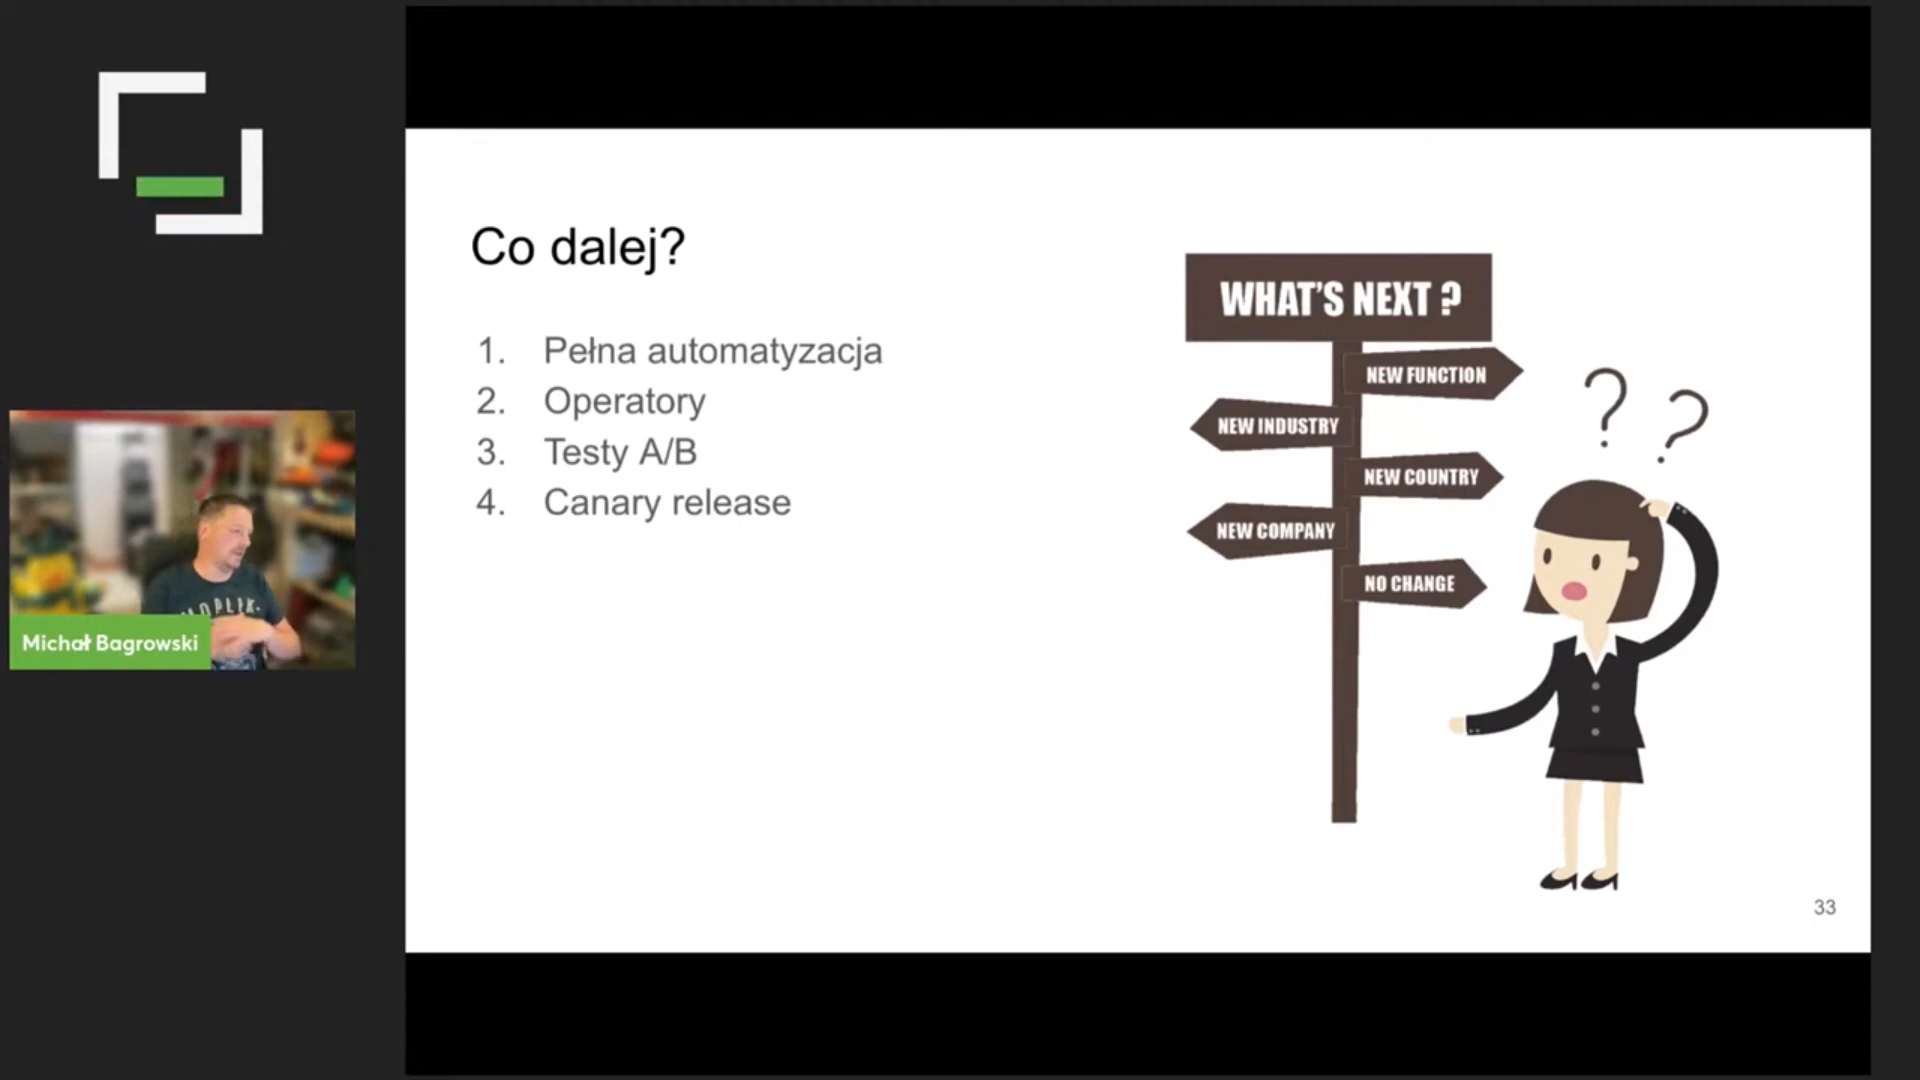 Co dalej?
1. Pełna automatyzacja
2. Operatory
3. Testy A/B
4. Canary release
WHAT'S NEXT ?
NEW FUNCTION
NEW INDUSTRY
NEW COUNTRY
NEW COMPANY
NO CHANGE
? ?
Michał Bagrowski
33